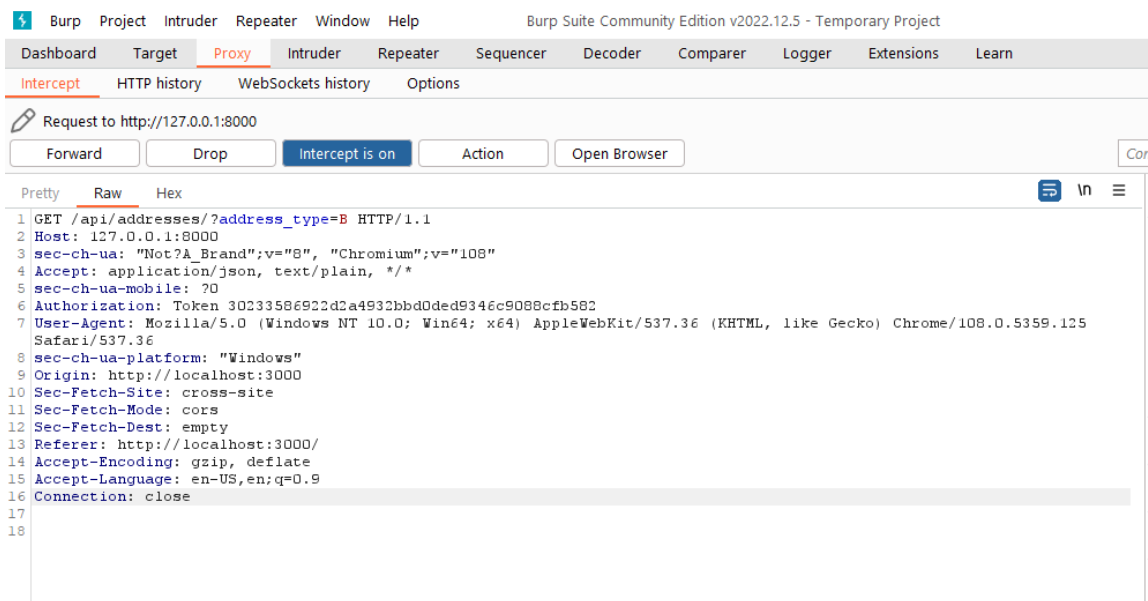 Burp Project Intruder Repeater Window Help Burp Suite Community Edition v2022.12.5 - Temporary Project
Dashboard Target Proxy Intruder Repeater Sequencer Decoder Comparer Logger Extensions Learn
Intercept HTTP history WebSockets history Options
Request to http://127.0.0.1:8000
Forward Drop Intercept is on Action Open Browser
Pretty Raw Hex \n
1 GET /api/addresses/?address_type=B HTTP/1.1
2 Host: 127.0.0.1:8000
3 sec-ch-ua: "Not?A_Brand";v="8", "Chromium";v="108"
4 Accept: application/json, text/plain, */*
5 sec-ch-ua-mobile: ?0
6 Authorization: Token 30233586922d2a4932bbd0ded9346c9088cfb582
7 User-Agent: Mozilla/5.0 (Windows NT 10.0; Win64; x64) AppleWebKit/537.36 (KHTML, like Gecko) Chrome/108.0.5359.125
Safari/537.36
8 sec-ch-ua-platform: "Windows"
9 Origin: http://localhost:3000
10 Sec-Fetch-Site: cross-site
11 Sec-Fetch-Mode: cors
12 Sec-Fetch-Dest: empty
13 Referer: http://localhost:3000/
14 Accept-Encoding: gzip, deflate
15 Accept-Language: en-US,en;q=0.9
16 Connection: close
17
18